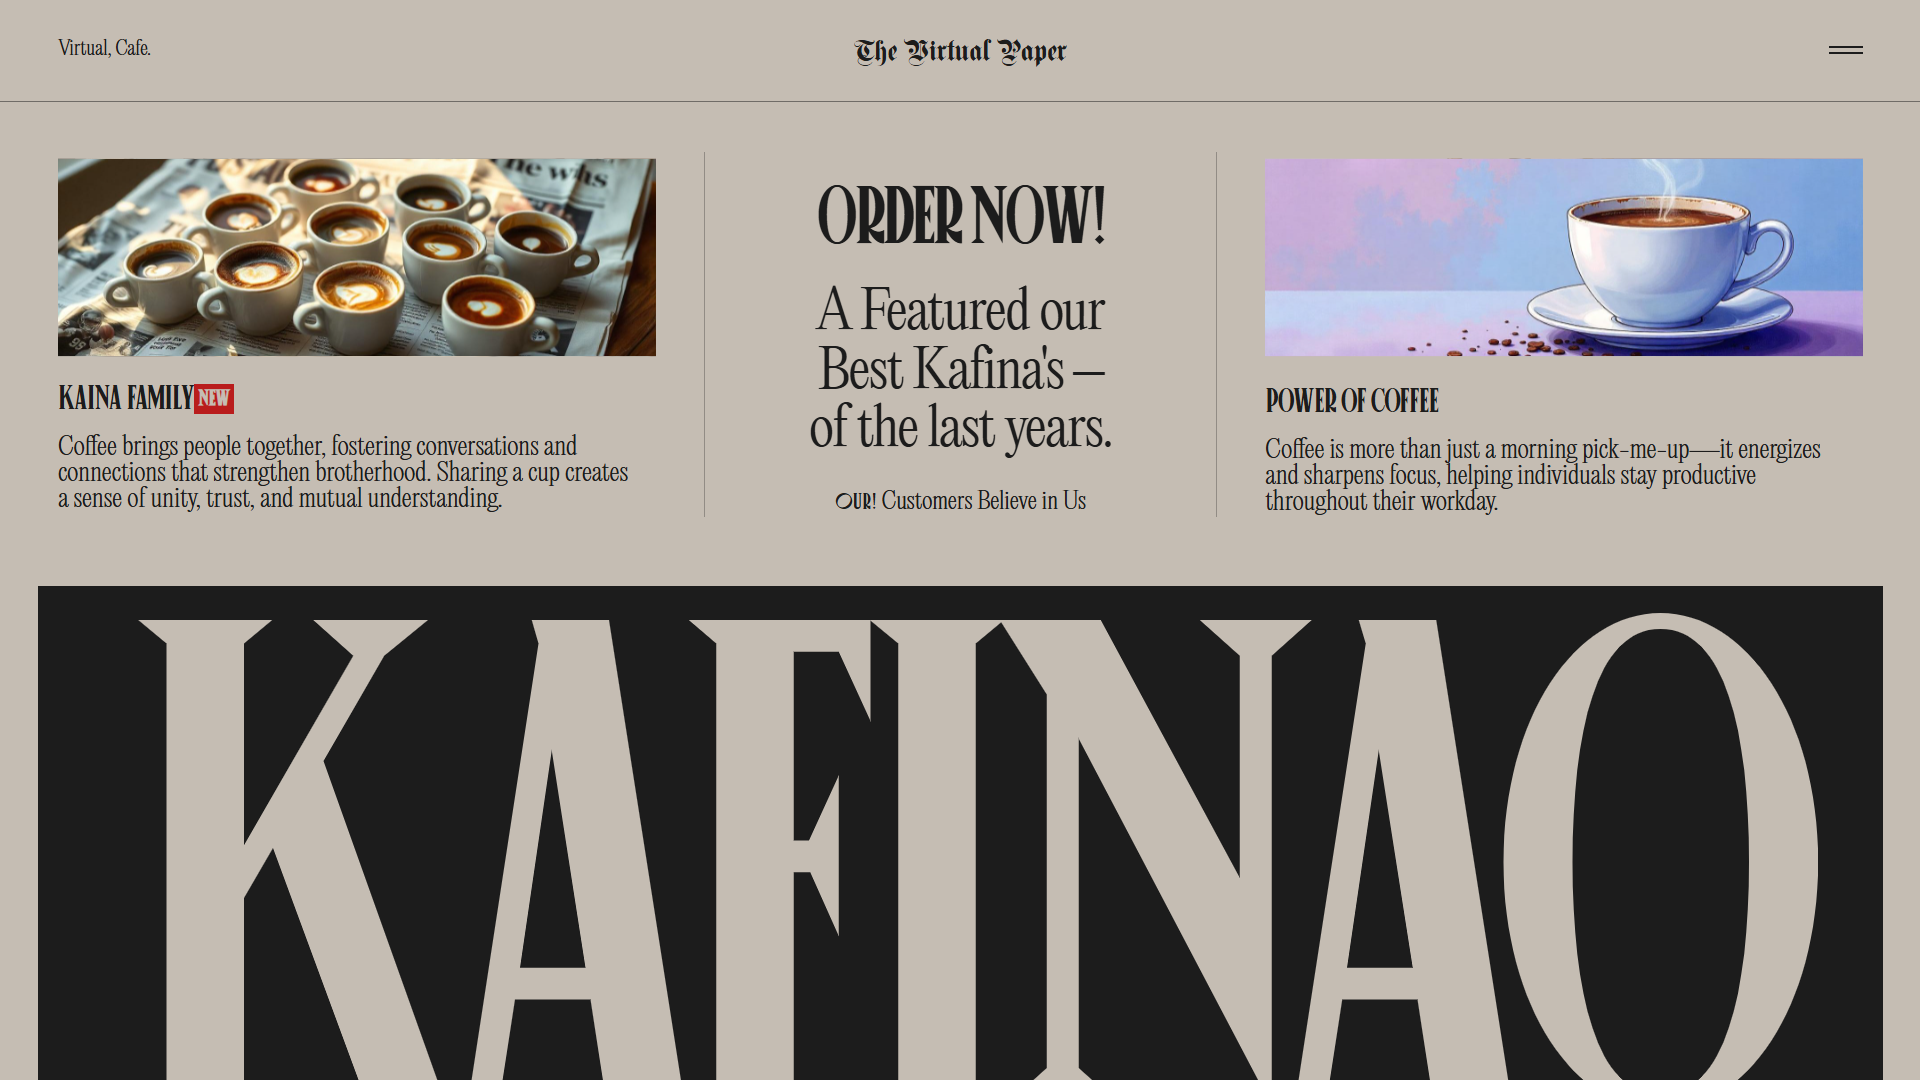 Virtual, Cafe.
The Virtual Paper
he whs
KAINA FAMILY NEW
Coffee brings people together, fostering conversations and
connections that strengthen brotherhood. Sharing a cup creates
a sense of unity, trust, and mutual understanding.
ORDER NOW!
A Featured our
Best Kafina's —
of the last years.
OUR! Customers Believe in Us
POWER OF COFFEE
Coffee is more than just a morning pick-me-up—it energizes
and sharpens focus, helping individuals stay productive
throughout their workday.
KAFINAO